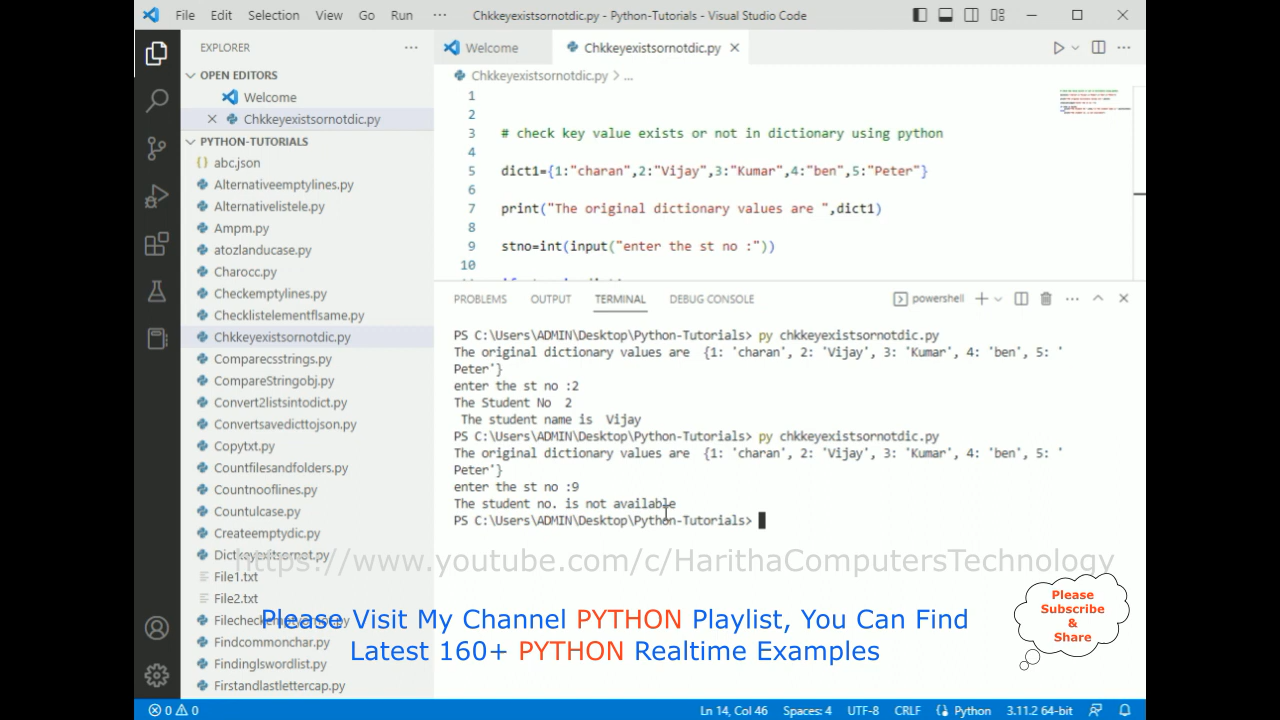 File Edit Selection View Go Run ··· Chkkeyexistsornotdic.py - Python-Tutorials - Visual Studio Code
EXPLORER
OPEN EDITORS
Welcome
Chkkeyexistsornotdic.py
PYTHON-TUTORIALS
abc.json
Alternativeemptylines.py
Alternativelistele.py
Ampm.py
atozlanducase.py
Charocc.py
Checkemptylines.py
Checklistelementflsame.py
Chkkeyexistsornotdic.py
Comparecsstrings.py
CompareStringobj.py
Convert2listsintodict.py
Convertsavedicttojson.py
Copytxt.py
Countfilesandfolders.py
Countnooflines.py
Countulcase.py
Createemptydic.py
Dictkeyexitsornot.py
File1.txt
File2.txt
Findcommonchar.py
FindingIswordlist.py
Firstandlastlettercap.py
Welcome Chkkeyexistsornotdic.py
Chkkeyexistsornotdic.py > ...
1
2
3 # check key value exists or not in dictionary using python
4
5 dict1={1:"charan",2:"Vijay",3:"Kumar",4:"ben",5:"Peter"}
6
7 print("The original dictionary values are ",dict1)
8
9 stno=int(input("enter the st no :"))
10
PROBLEMS OUTPUT TERMINAL DEBUG CONSOLE powershell
PS C:\Users\ADMIN\Desktop\Python-Tutorials> py chkkeyexistsornotdic.py
The original dictionary values are  {1: 'charan', 2: 'Vijay', 3: 'Kumar', 4: 'ben', 5: '
Peter'}
enter the st no :2
The Student No  2
The student name is  Vijay
PS C:\Users\ADMIN\Desktop\Python-Tutorials> py chkkeyexistsornotdic.py
The original dictionary values are  {1: 'charan', 2: 'Vijay', 3: 'Kumar', 4: 'ben', 5: '
Peter'}
enter the st no :9
The student no. is not available
PS C:\Users\ADMIN\Desktop\Python-Tutorials>
https://www.youtube.com/c/HarithaComputersTechnology
Please Visit My Channel PYTHON Playlist, You Can Find
Latest 160+ PYTHON Realtime Examples
Please
Subscribe
&
Share
0 0 Ln 14, Col 46 Spaces: 4 UTF-8 CRLF Python 3.11.2 64-bit